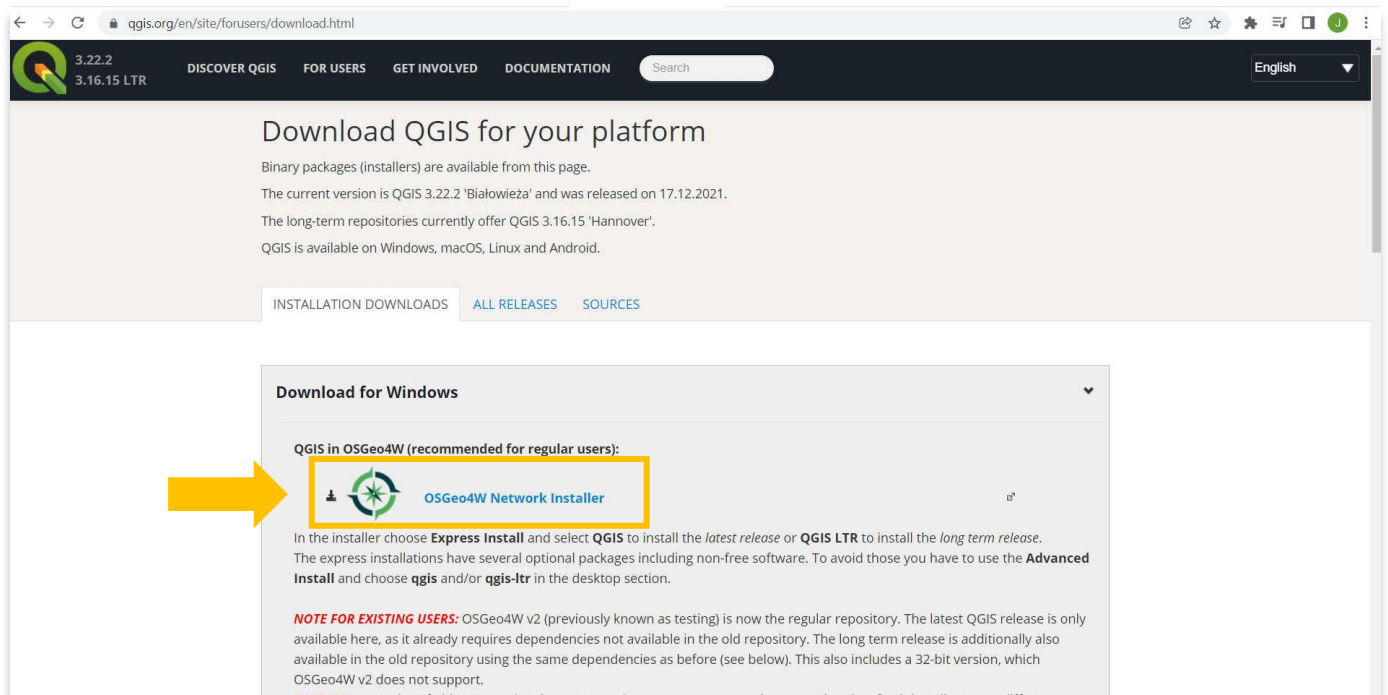 qgis.org/en/site/forusers/download.html
J
3.22.2
3.16.15 LTR
DISCOVER QGIS FOR USERS GET INVOLVED DOCUMENTATION Search English
Download QGIS for your platform
Binary packages (installers) are available from this page.
The current version is QGIS 3.22.2 'Białowieża' and was released on 17.12.2021.
The long-term repositories currently offer QGIS 3.16.15 'Hannover'.
QGIS is available on Windows, macOS, Linux and Android.
INSTALLATION DOWNLOADS ALL RELEASES SOURCES
Download for Windows
QGIS in OSGeo4W (recommended for regular users):
OSGeo4W Network Installer
In the installer choose Express Install and select QGIS to install the latest release or QGIS LTR to install the long term release.
The express installations have several optional packages including non-free software. To avoid those you have to use the Advanced
Install and choose qgis and/or qgis-ltr in the desktop section.
NOTE FOR EXISTING USERS: OSGeo4W v2 (previously known as testing) is now the regular repository. The latest QGIS release is only
available here, as it already requires dependencies not available in the old repository. The long term release is additionally also
available in the old repository using the same dependencies as before (see below). This also includes a 32-bit version, which
OSGeo4W v2 does not support.